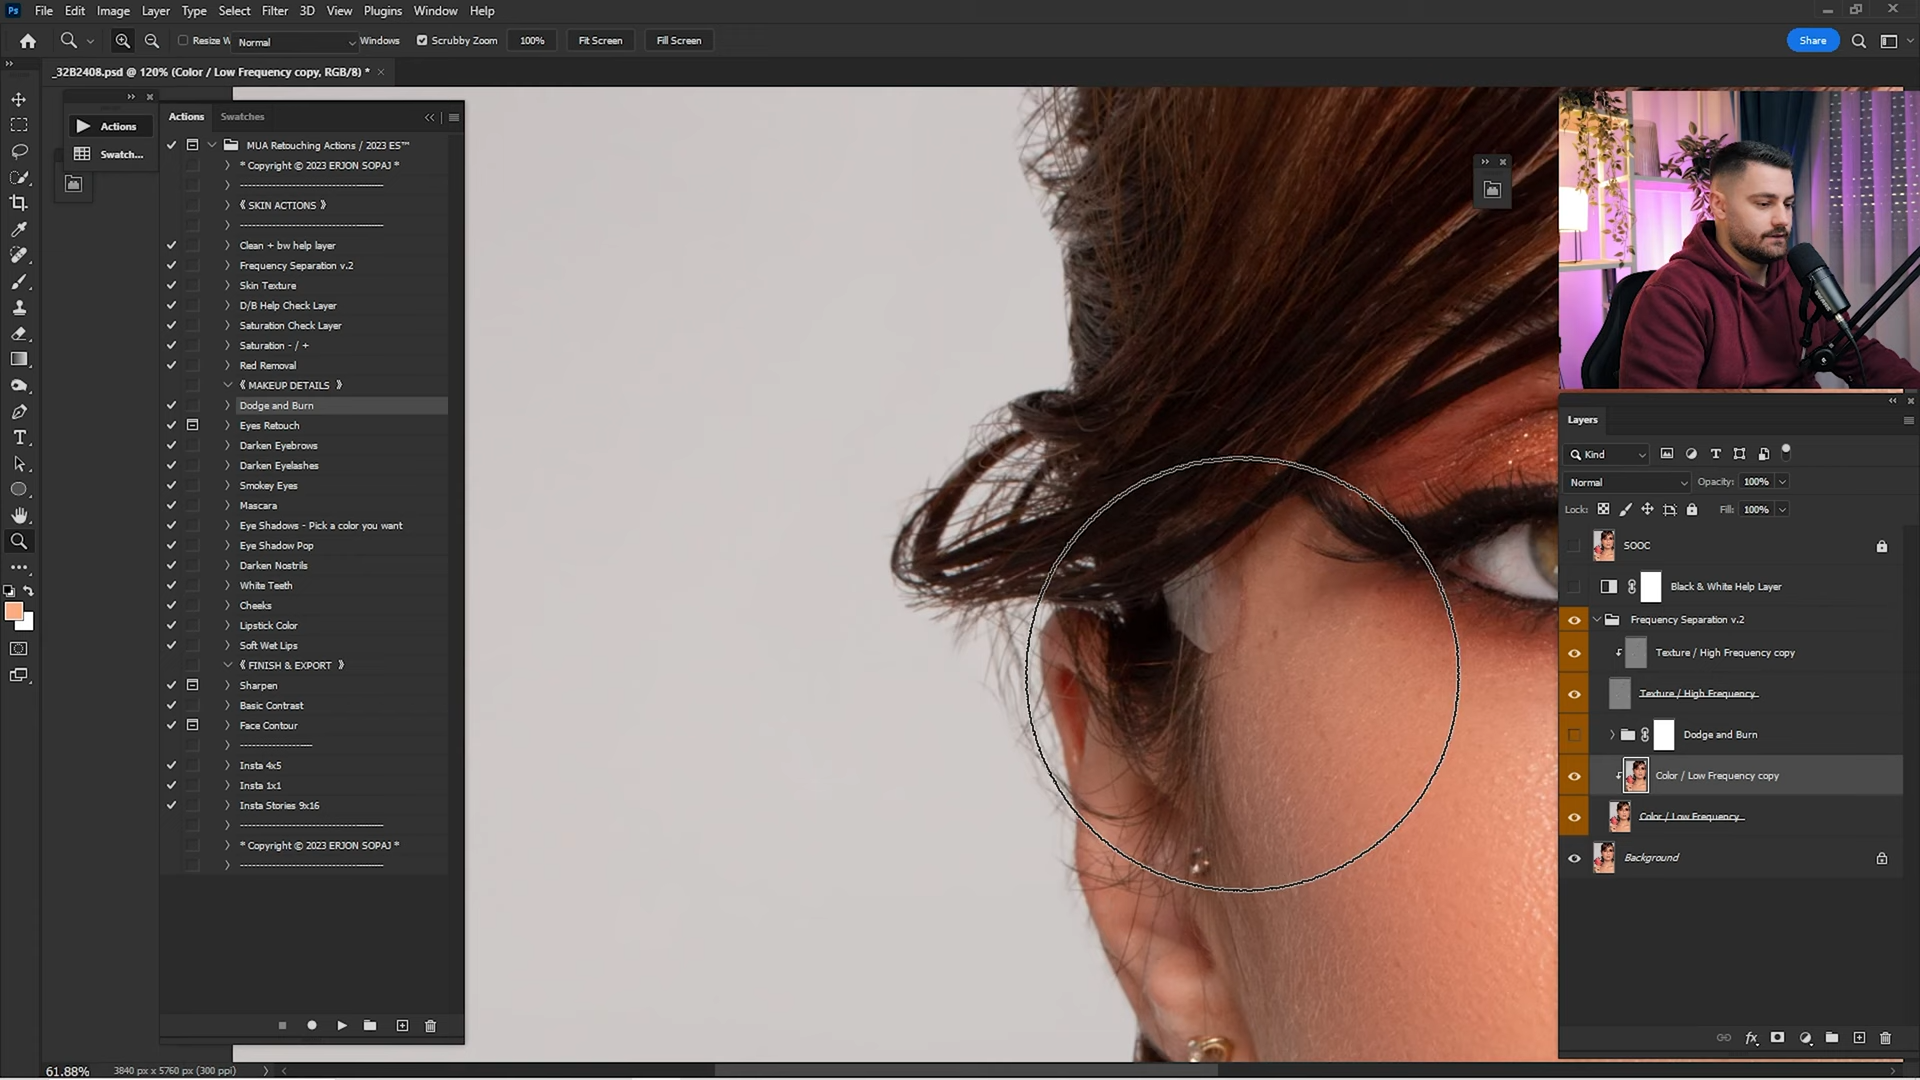 Ps File Edit Image Layer Type Select Filter 3D View Plugins Window Help
Resize W Normal Windows Scrubby Zoom 100% Fit Screen Fill Screen Share
_32B2408.psd @ 120% (Color / Low Frequency copy, RGB/8) *
Actions
Swatch...
Actions Swatches
MUA Retouching Actions / 2023 ES™
* Copyright © 2023 ERJON SOPAJ *
------------------------------------
《 SKIN ACTIONS 》
------------------------------------
Clean + bw help layer
Frequency Separation v.2
Skin Texture
D/B Help Check Layer
Saturation Check Layer
Saturation - / +
Red Removal
《 MAKEUP DETAILS 》
Dodge and Burn
Eyes Retouch
Darken Eyebrows
Darken Eyelashes
Smokey Eyes
Mascara
Eye Shadows - Pick a color you want
Eye Shadow Pop
Darken Nostrils
White Teeth
Cheeks
Lipstick Color
Soft Wet Lips
《 FINISH & EXPORT 》
Sharpen
Basic Contrast
Face Contour
------------------
Insta 4x5
Insta 1x1
Insta Stories 9x16
------------------------------------
* Copyright © 2023 ERJON SOPAJ *
------------------------------------
Layers
Kind
Normal Opacity: 100%
Lock: Fill: 100%
SOOC
Black & White Help Layer
Frequency Separation v.2
Texture / High Frequency copy
Texture / High Frequency
Dodge and Burn
Color / Low Frequency copy
Color / Low Frequency
Background
61.88% 3840 px x 5760 px (300 ppi)